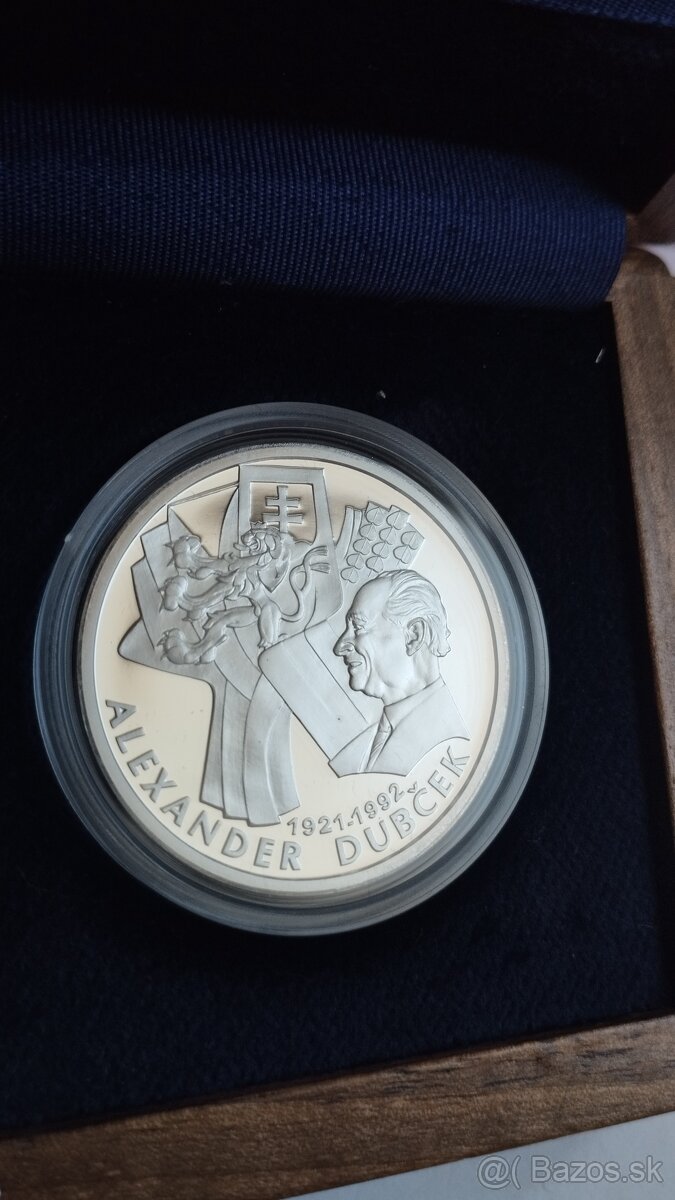 1921-1992
ALEXANDER DUBČEK
@( Bazos.sk